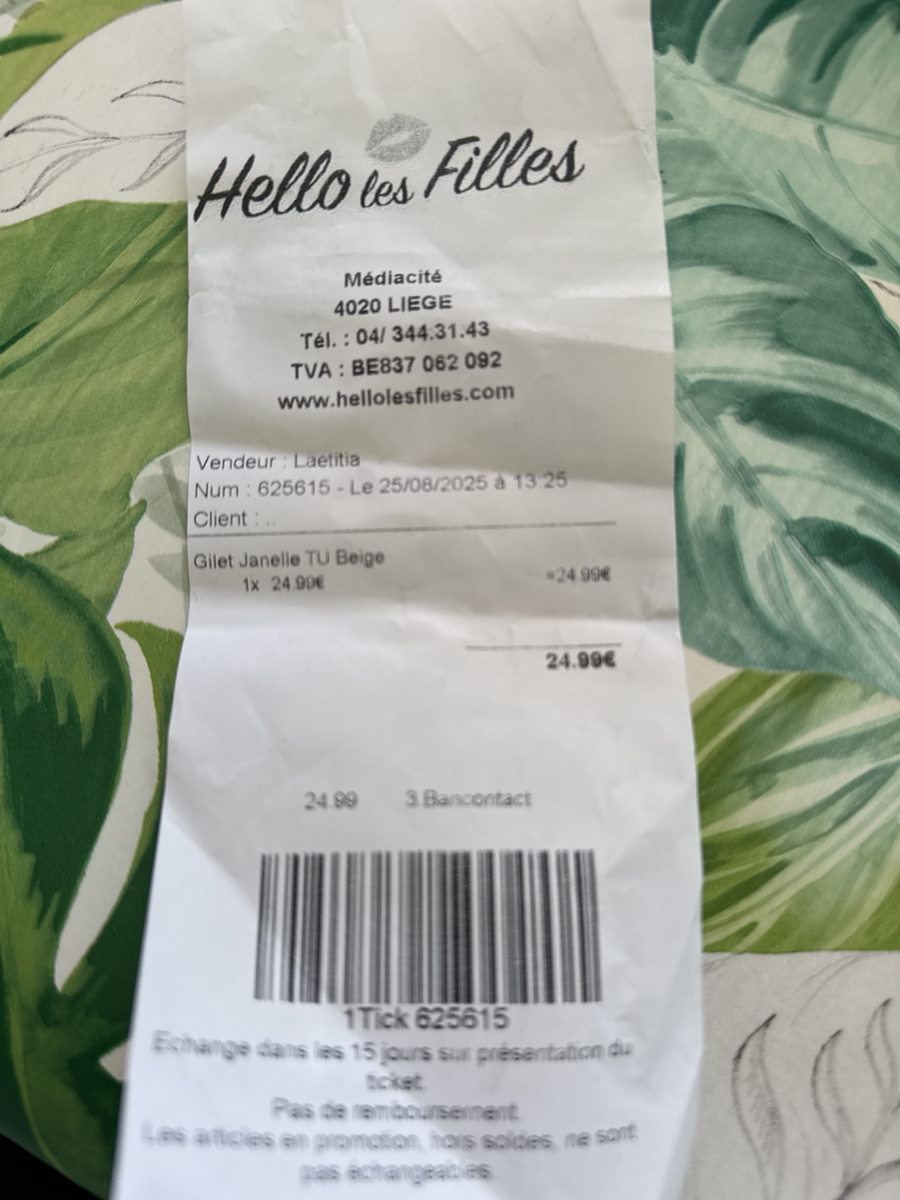 Hello les Filles
Médiacité
4020 LIEGE
Tél. : 04/ 344.31.43
TVA : BE837 062 092
www.hellolesfilles.com
Vendeur : Laetitia
Num : 625615 - Le 25/08/2025 à 13:25
Client : ..
Gilet Janelle TU Beige
1x 24.99€ =24.99€
24.99€
24.99 3.Bancontact
1Tick 625615
Echange dans les 15 jours sur présentation du
ticket.
Pas de remboursement.
Les articles en promotion, hors soldes, ne sont
pas échangeables.